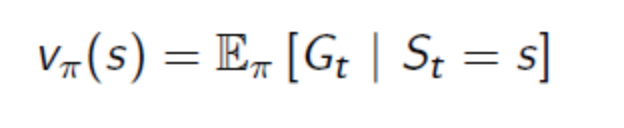 v_π(s) = 𝔼_π [G_t | S_t = s]